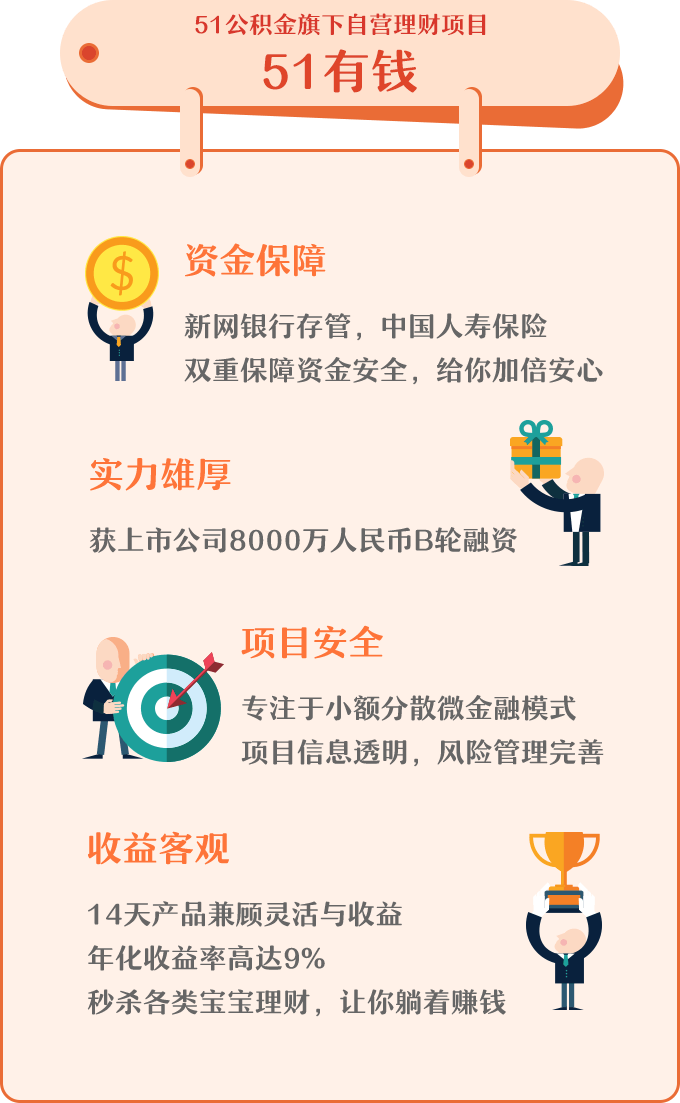 51公积金旗下自营理财项目
51有钱
资金保障
新网银行存管，中国人寿保险
双重保障资金安全，给你加倍安心
实力雄厚
获上市公司8000万人民币B轮融资
项目安全
专注于小额分散微金融模式
项目信息透明，风险管理完善
收益客观
14天产品兼顾灵活与收益
年化收益率高达9%
秒杀各类宝宝理财，让你躺着赚钱